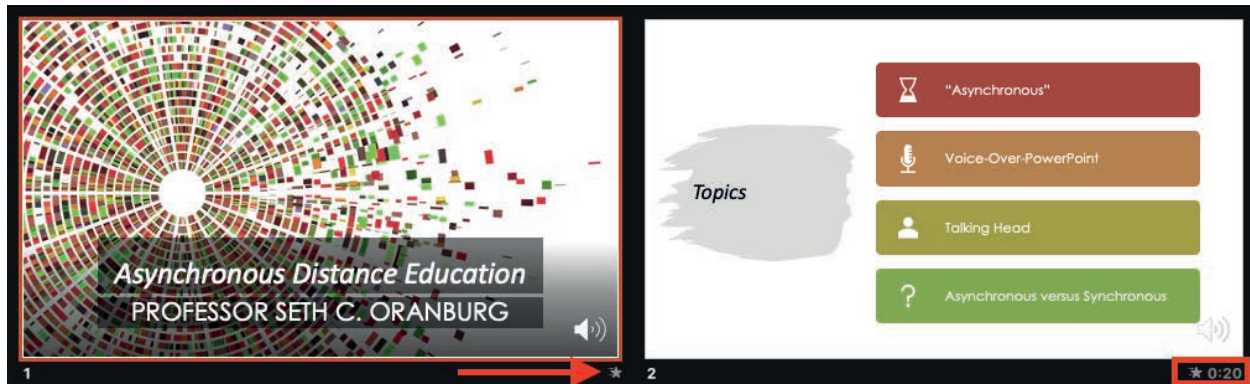 Asynchronous Distance Education
PROFESSOR SETH C. ORANBURG
1
Topics
"Asynchronous"
Voice-Over-PowerPoint
Talking Head
?
Asynchronous versus Synchronous
2
0:20